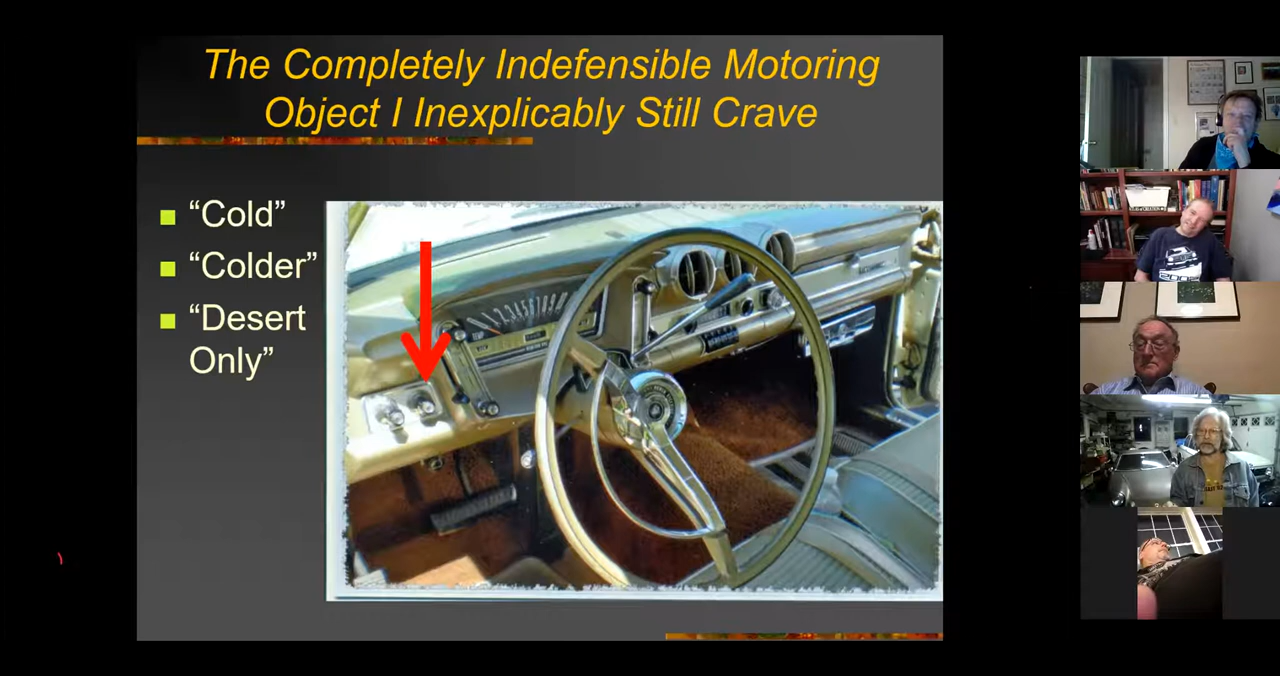 The Completely Indefensible Motoring
Object I Inexplicably Still Crave
“Cold”
“Colder”
“Desert
Only”